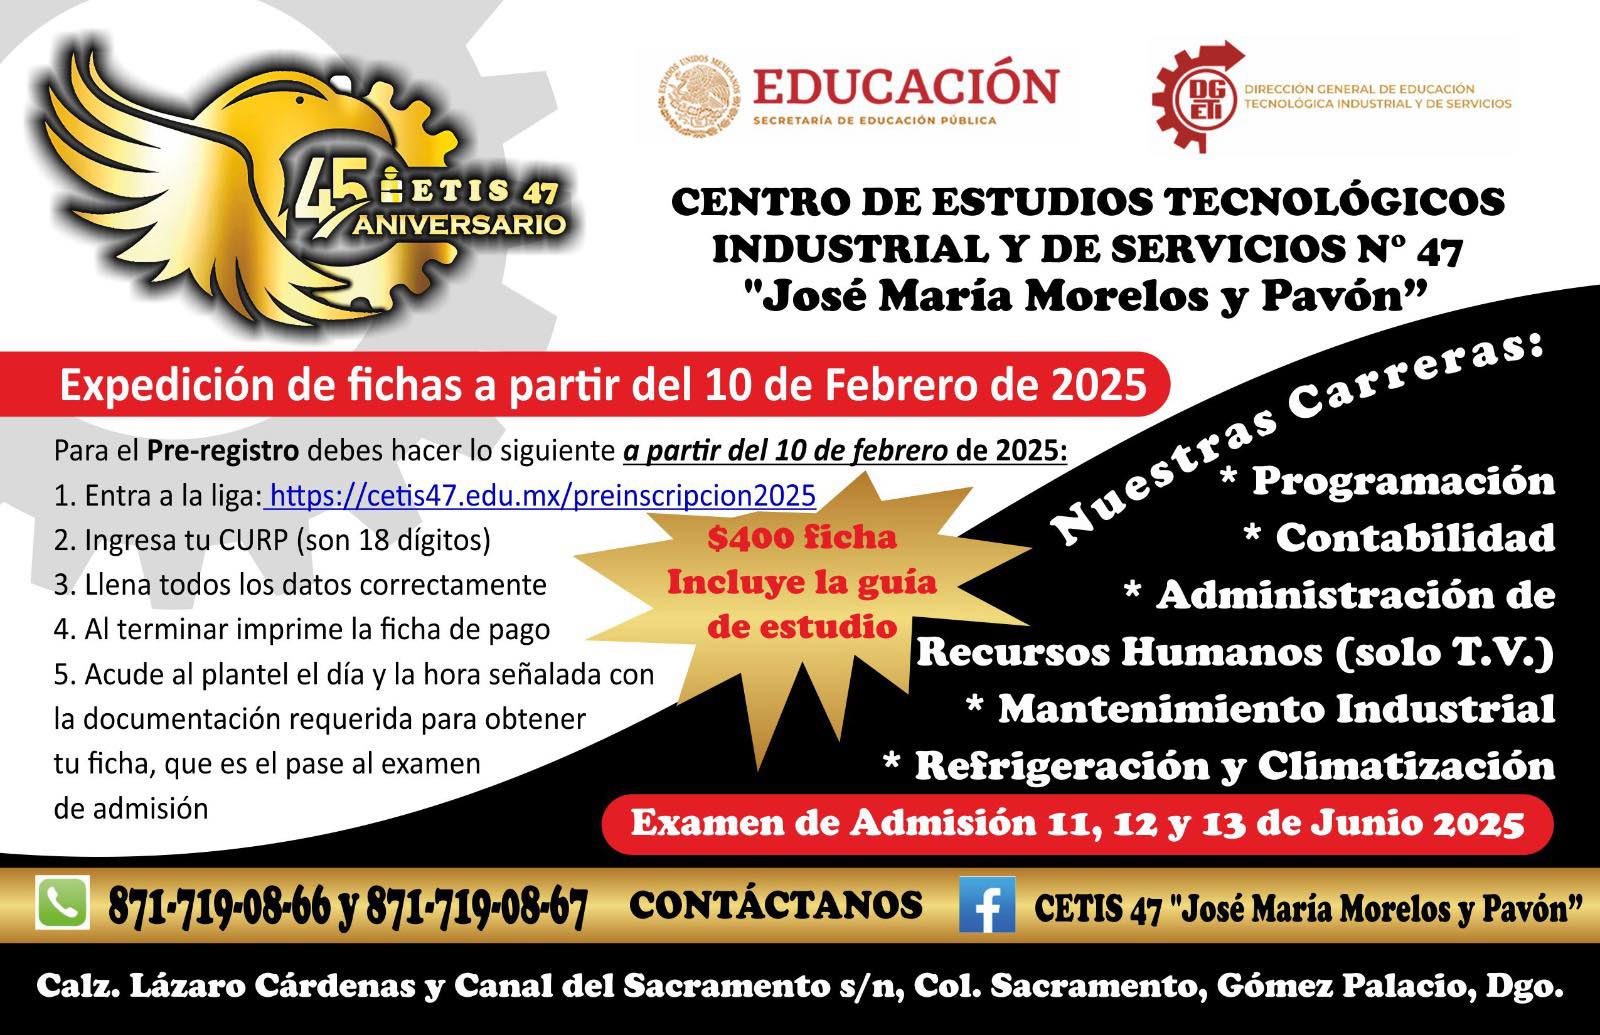 45 CETIS 47
ANIVERSARIO
ESTADOS UNIDOS MEXICANOS
EDUCACIÓN
SECRETARÍA DE EDUCACIÓN PÚBLICA
DGETI
DIRECCIÓN GENERAL DE EDUCACIÓN
TECNOLÓGICA INDUSTRIAL Y DE SERVICIOS
CENTRO DE ESTUDIOS TECNOLÓGICOS
INDUSTRIAL Y DE SERVICIOS Nº 47
"José María Morelos y Pavón”
Expedición de fichas a partir del 10 de Febrero de 2025
Para el Pre-registro debes hacer lo siguiente a partir del 10 de febrero de 2025:
1. Entra a la liga: https://cetis47.edu.mx/preinscripcion2025
2. Ingresa tu CURP (son 18 dígitos)
3. Llena todos los datos correctamente
4. Al terminar imprime la ficha de pago
5. Acude al plantel el día y la hora señalada con
la documentación requerida para obtener
tu ficha, que es el pase al examen
de admisión
$400 ficha
Incluye la guía
de estudio
Nuestras Carreras:
* Programación
* Contabilidad
* Administración de
Recursos Humanos (solo T.V.)
* Mantenimiento Industrial
* Refrigeración y Climatización
Examen de Admisión 11, 12 y 13 de Junio 2025
871-719-08-66 y 871-719-08-67 CONTÁCTANOS f CETIS 47 "José María Morelos y Pavón”
Calz. Lázaro Cárdenas y Canal del Sacramento s/n, Col. Sacramento, Gómez Palacio, Dgo.